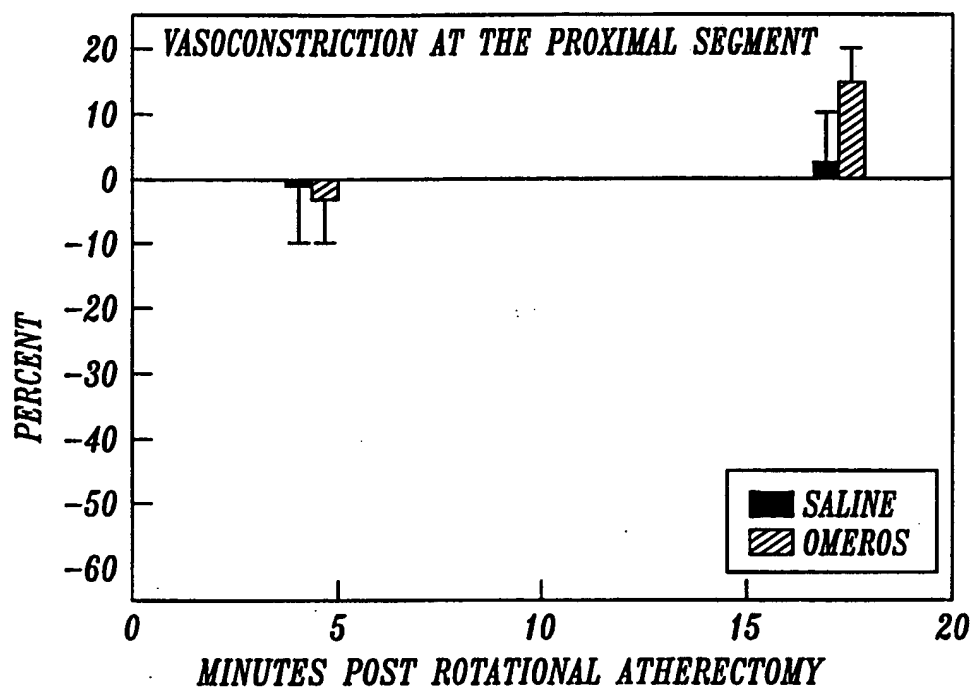 VASOCONSTRICTION AT THE PROXIMAL SEGMENT
20
10
0
-10
-20
-30
-40
-50
-60
PERCENT
SALINE
OMEROS
0 5 10 15 20
MINUTES POST ROTATIONAL ATHERECTOMY